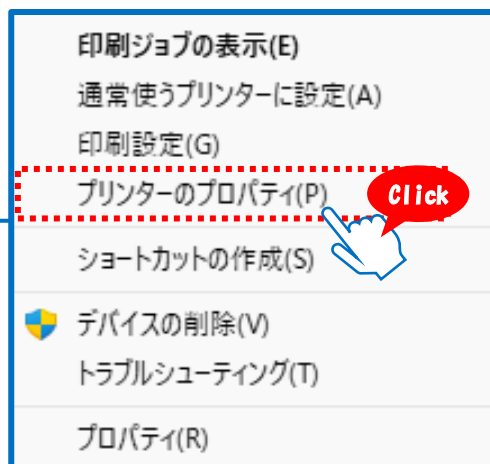 印刷ジョブの表示(E)
通常使うプリンターに設定(A)
印刷設定(G)
プリンターのプロパティ(P)
Click
ショートカットの作成(S)
デバイスの削除(V)
トラブルシューティング(T)
プロパティ(R)